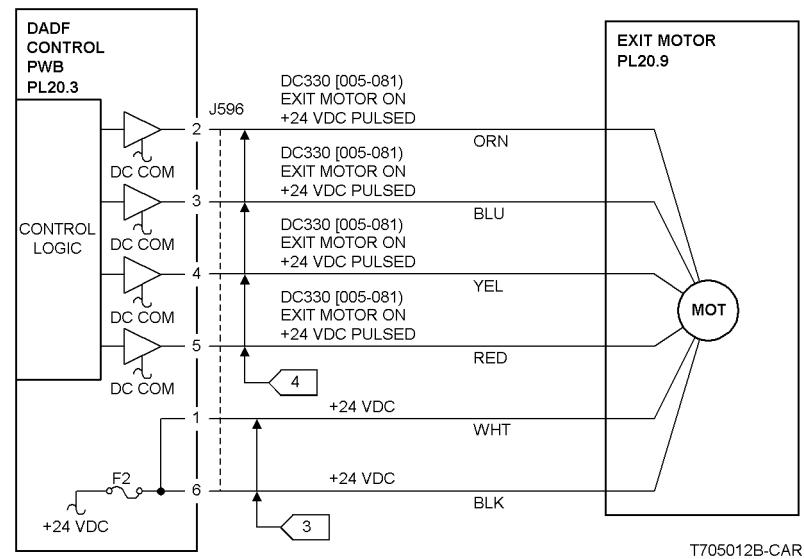 DADF
CONTROL
PWB
PL20.3
EXIT MOTOR
PL20.9
J596
DC330 [005-081)
EXIT MOTOR ON
+24 VDC PULSED
2
ORN
DC COM
DC330 [005-081)
EXIT MOTOR ON
+24 VDC PULSED
3
BLU
DC COM
CONTROL
LOGIC
DC330 [005-081)
EXIT MOTOR ON
+24 VDC PULSED
4
YEL
DC COM
DC330 [005-081)
EXIT MOTOR ON
+24 VDC PULSED
MOT
5
RED
DC COM
4
+24 VDC
1
WHT
+24 VDC
F2
6
BLK
+24 VDC
3
T705012B-CAR